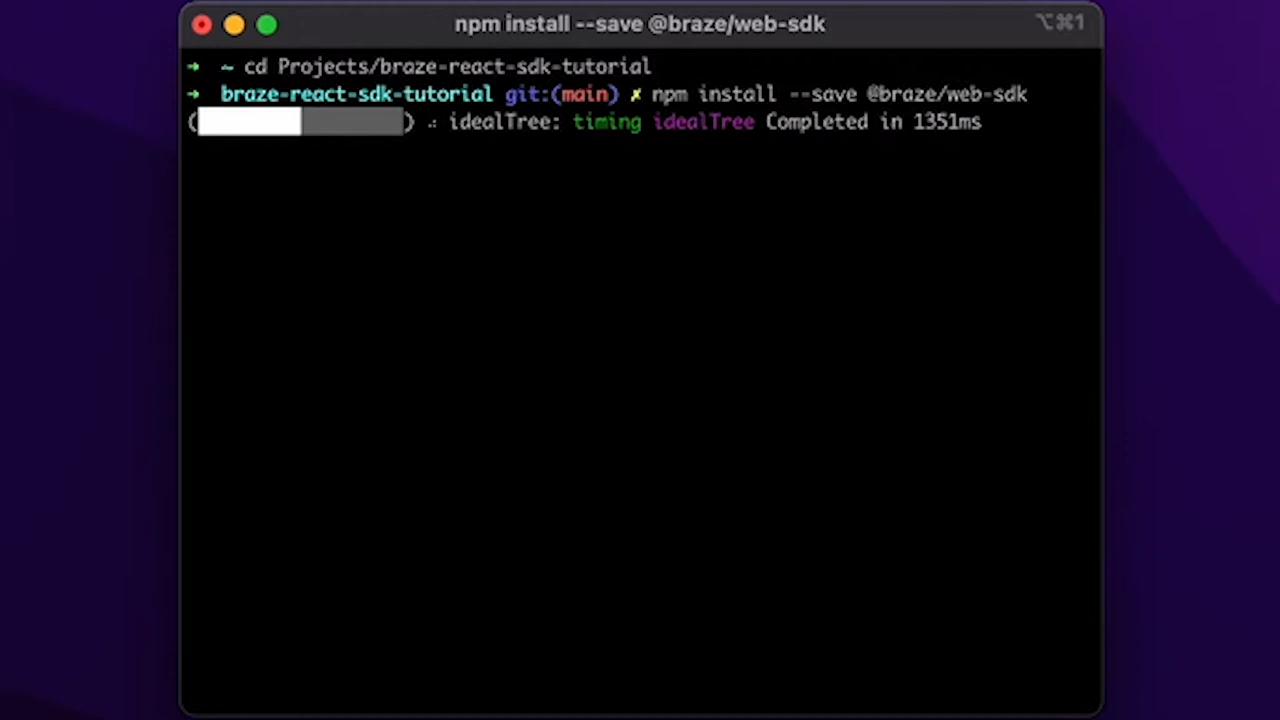 npm install --save @braze/web-sdk ⌥⌘1
➜ ~ cd Projects/braze-react-sdk-tutorial
➜ braze-react-sdk-tutorial git:(main) ✗ npm install --save @braze/web-sdk
( ) ⠴ idealTree: timing idealTree Completed in 1351ms